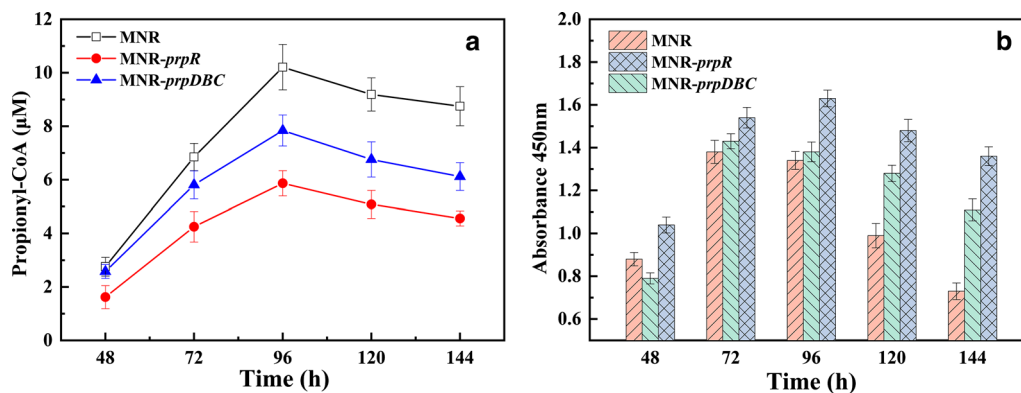 a
MNR
MNR-prpR
MNR-prpDBC
Propionyl-CoA (μM)
12
10
8
6
4
2
0
48 72 96 120 144
Time (h)
b
MNR
MNR-prpR
MNR-prpDBC
Absorbance 450nm
2.0
1.8
1.6
1.4
1.2
1.0
0.8
0.6
48 72 96 120 144
Time (h)